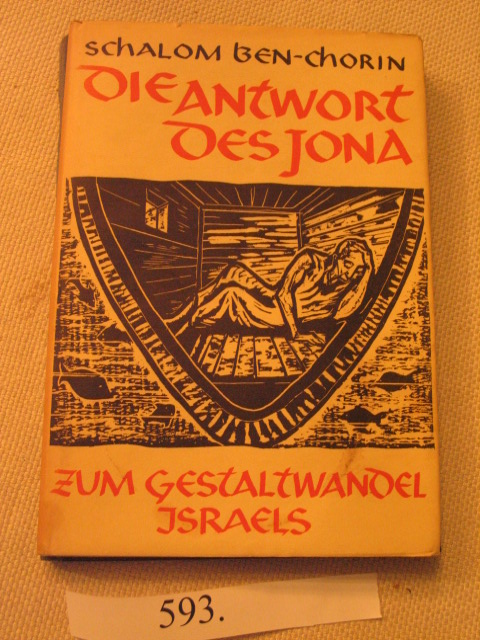 SCHALOM BEN-CHORIN
DIE ANTWORT
DES JONA
ZUM GESTALTWANDEL
ISRAELS
593.